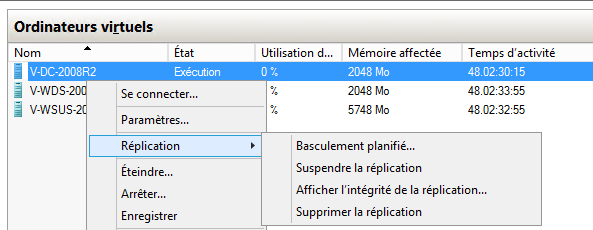 Ordinateurs virtuels
Nom État Utilisation d... Mémoire affectée Temps d'activité
V-DC-2008R2 Exécution 0 % 2048 Mo 48.02:30:15
V-WDS-200 % 2048 Mo 48.02:33:55
V-WSUS-20 % 5748 Mo 48.02:32:55
Se connecter...
Paramètres...
Réplication
Basculement planifié...
Suspendre la réplication
Afficher l'intégrité de la réplication...
Supprimer la réplication
Éteindre...
Arrêter...
Enregistrer